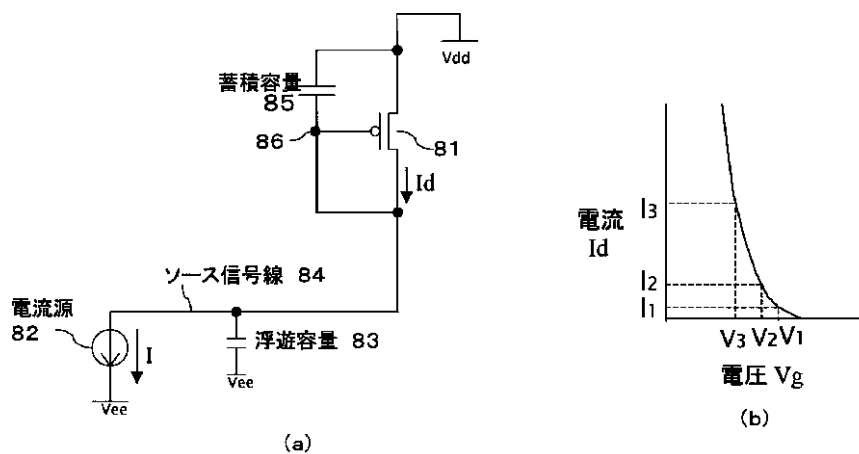 Vdd
蓄積容量
85
86
81
Id
ソース信号線 84
電流源
82
I
浮遊容量 83
Vee
Vee
(a)
電流
Id
I3
I2
I1
V3 V2 V1
電圧 Vg
(b)